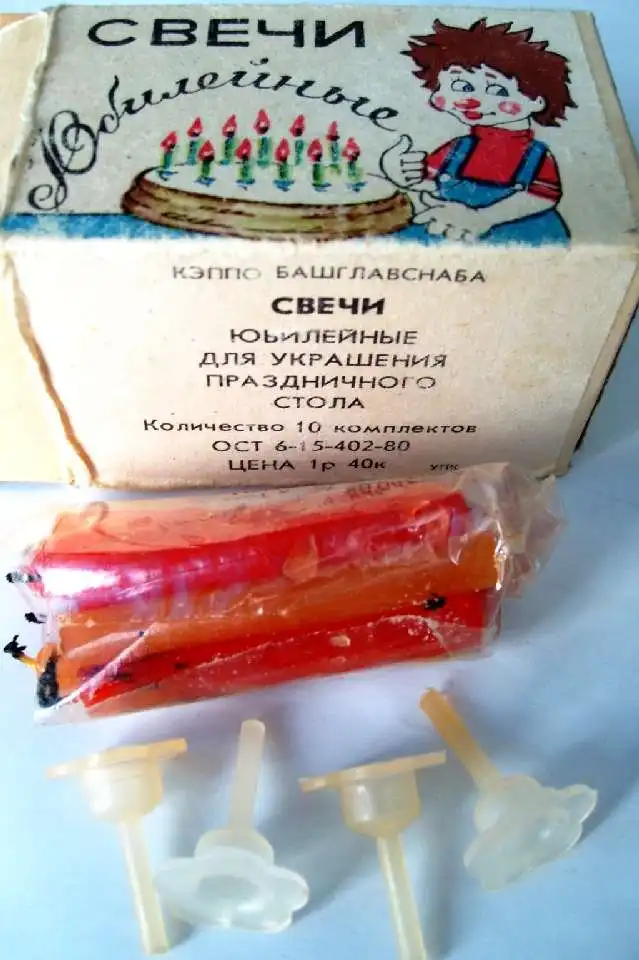 СВЕЧИ
Юбилейные
КЭППО БАШГЛАВСНАБА
СВЕЧИ
ЮБИЛЕЙНЫЕ
ДЛЯ УКРАШЕНИЯ
ПРАЗДНИЧНОГО
СТОЛА
Количество 10 комплектов
ОСТ 6-15-402-80
ЦЕНА 1р 40к